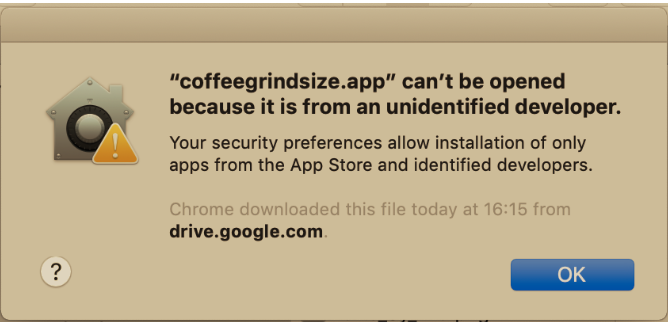 “coffeegrindsize.app” can’t be opened
because it is from an unidentified developer.
Your security preferences allow installation of only
apps from the App Store and identified developers.
Chrome downloaded this file today at 16:15 from
drive.google.com.
?
OK